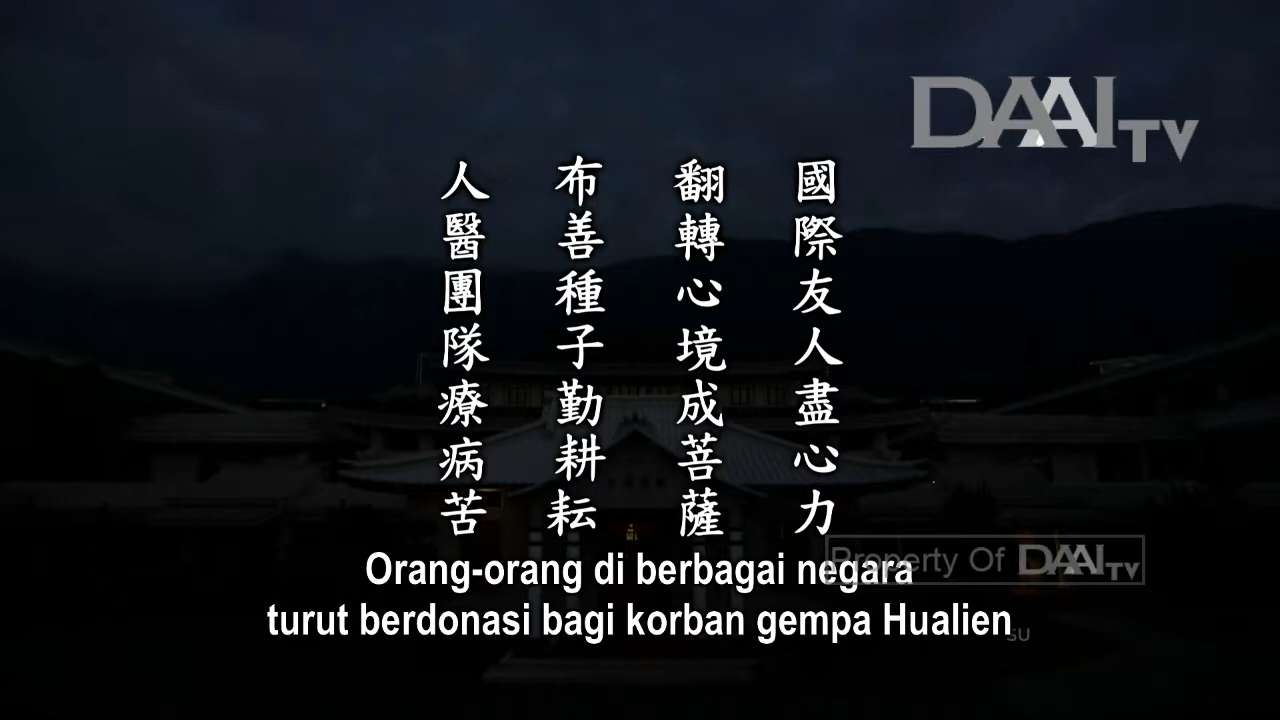 DAAI TV
國際友人盡心力
翻轉心境成菩薩
布善種子勤耕耘
人醫團隊療病苦
Property Of DAAI TV
Orang-orang di berbagai negara
turut berdonasi bagi korban gempa Hualien
SU